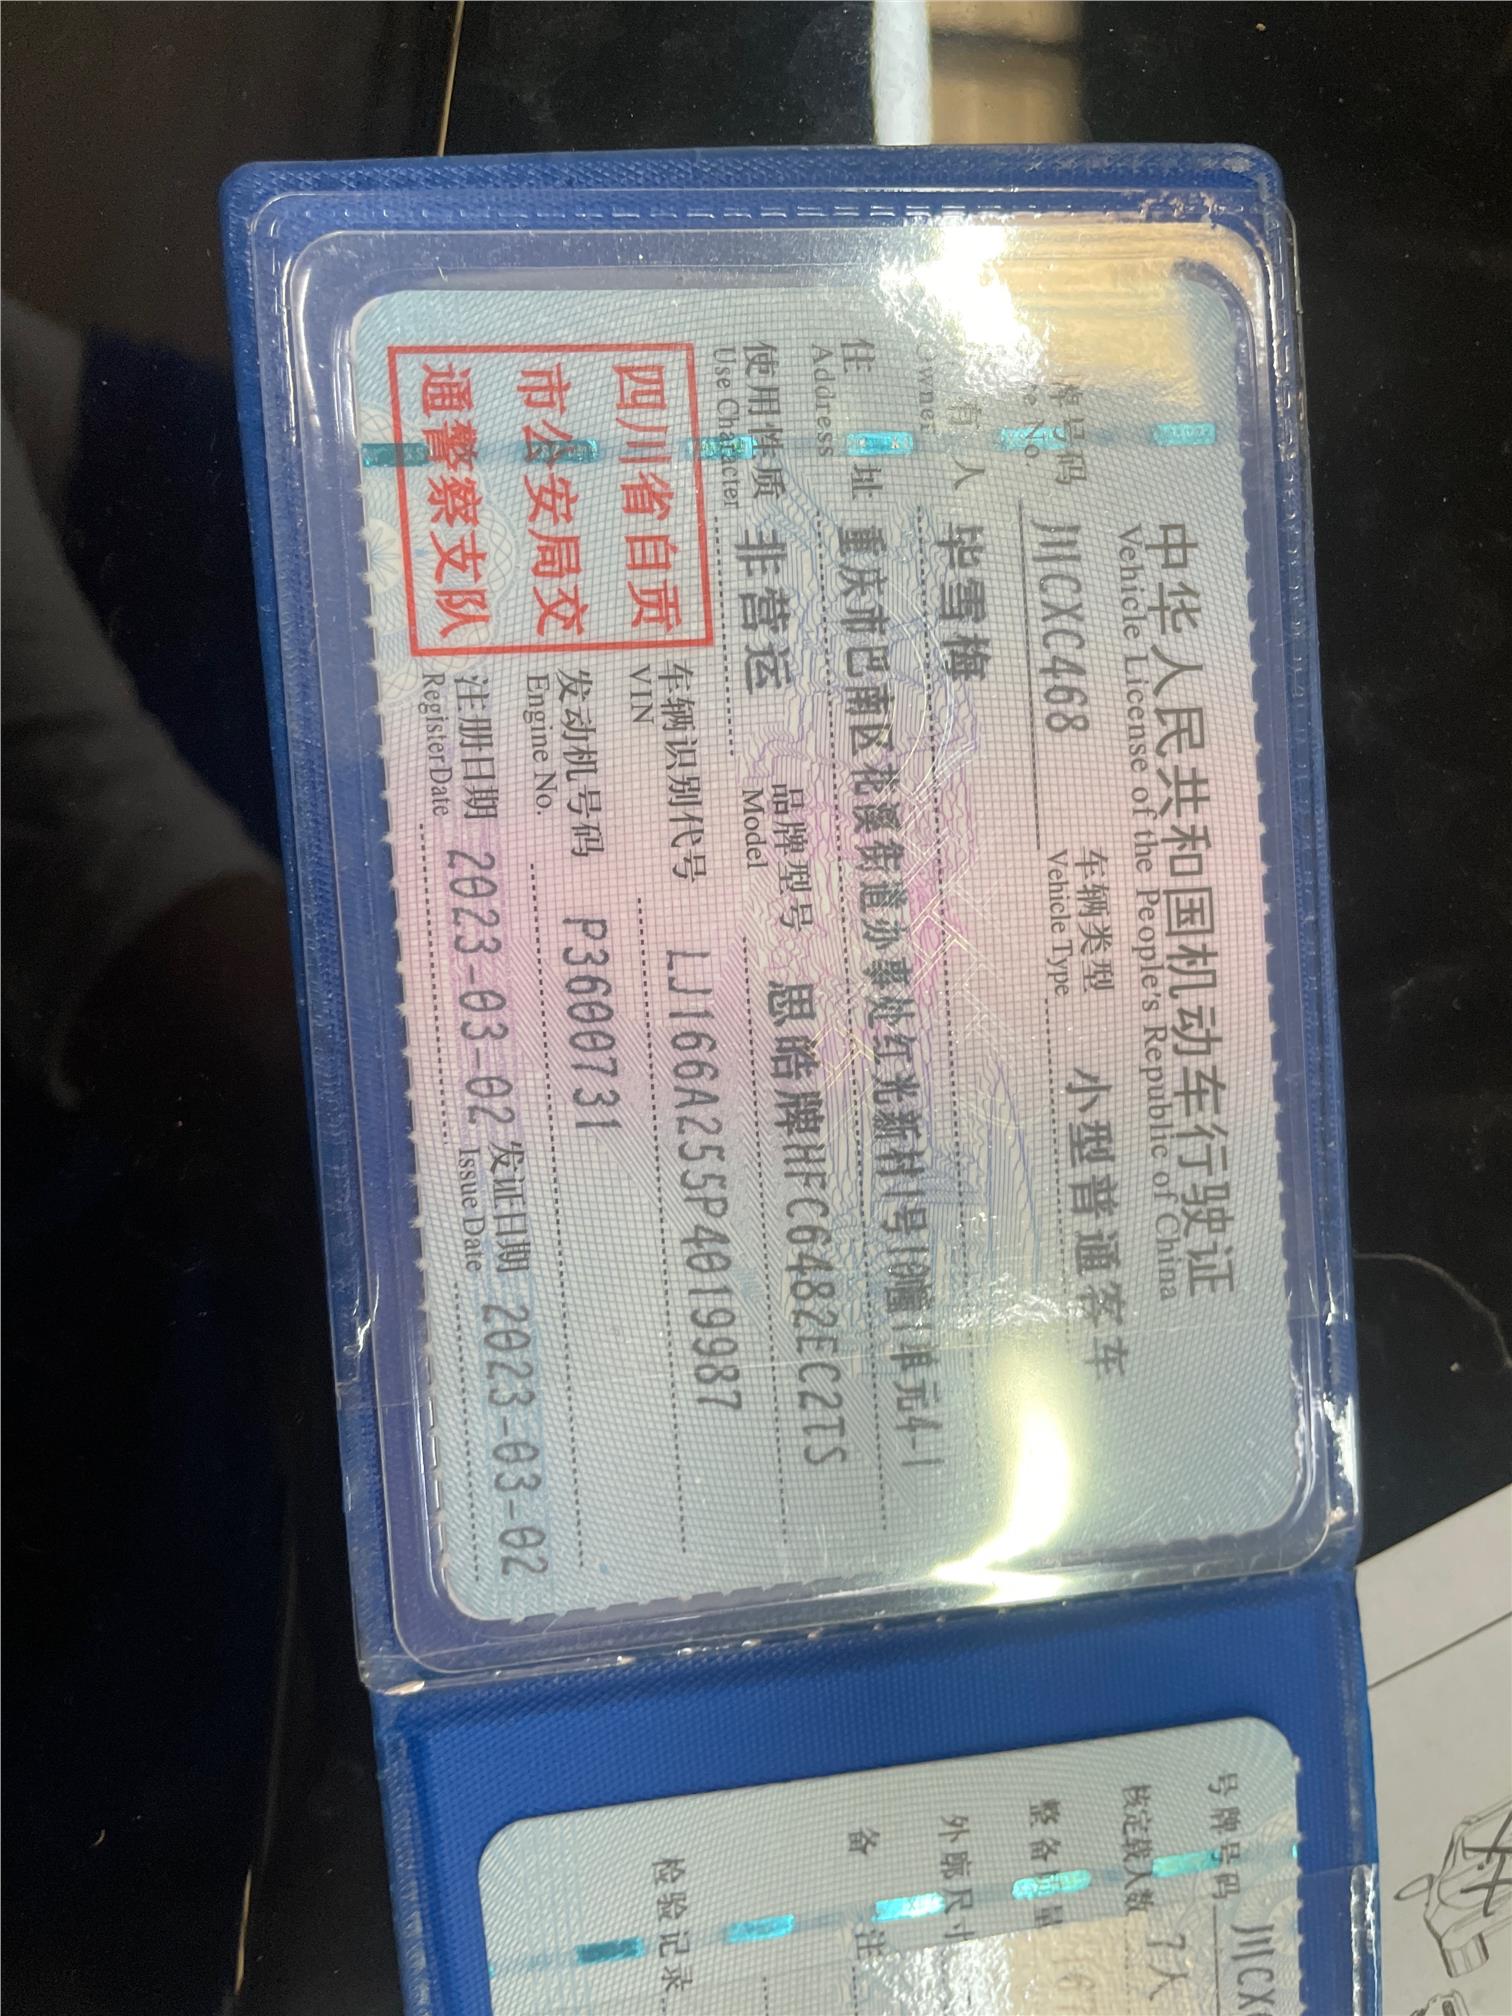 中华人民共和国机动车行驶证
Vehicle License of the People's Republic of China
号码 川CXC468 车辆类型 小型普通客车
No. Vehicle Type
有人 毕雪梅
Owner
住址 重庆市巴南区花溪街道办事处红光新村1号10幢1单元4-1
Address
使用性质 非营运 品牌型号 思皓牌HFC6482EC2TS
Use Character Model
车辆识别代号 LJ166A255P4019987
VIN
发动机号码 P3600731
Engine No.
注册日期 2023-03-02 发证日期 2023-03-02
Register Date Issue Date
四川省自贡
市公安局交
通警察支队
号牌号码 川CX
核定载人数 7人
整备质量
外廓尺寸
备注
检验记录